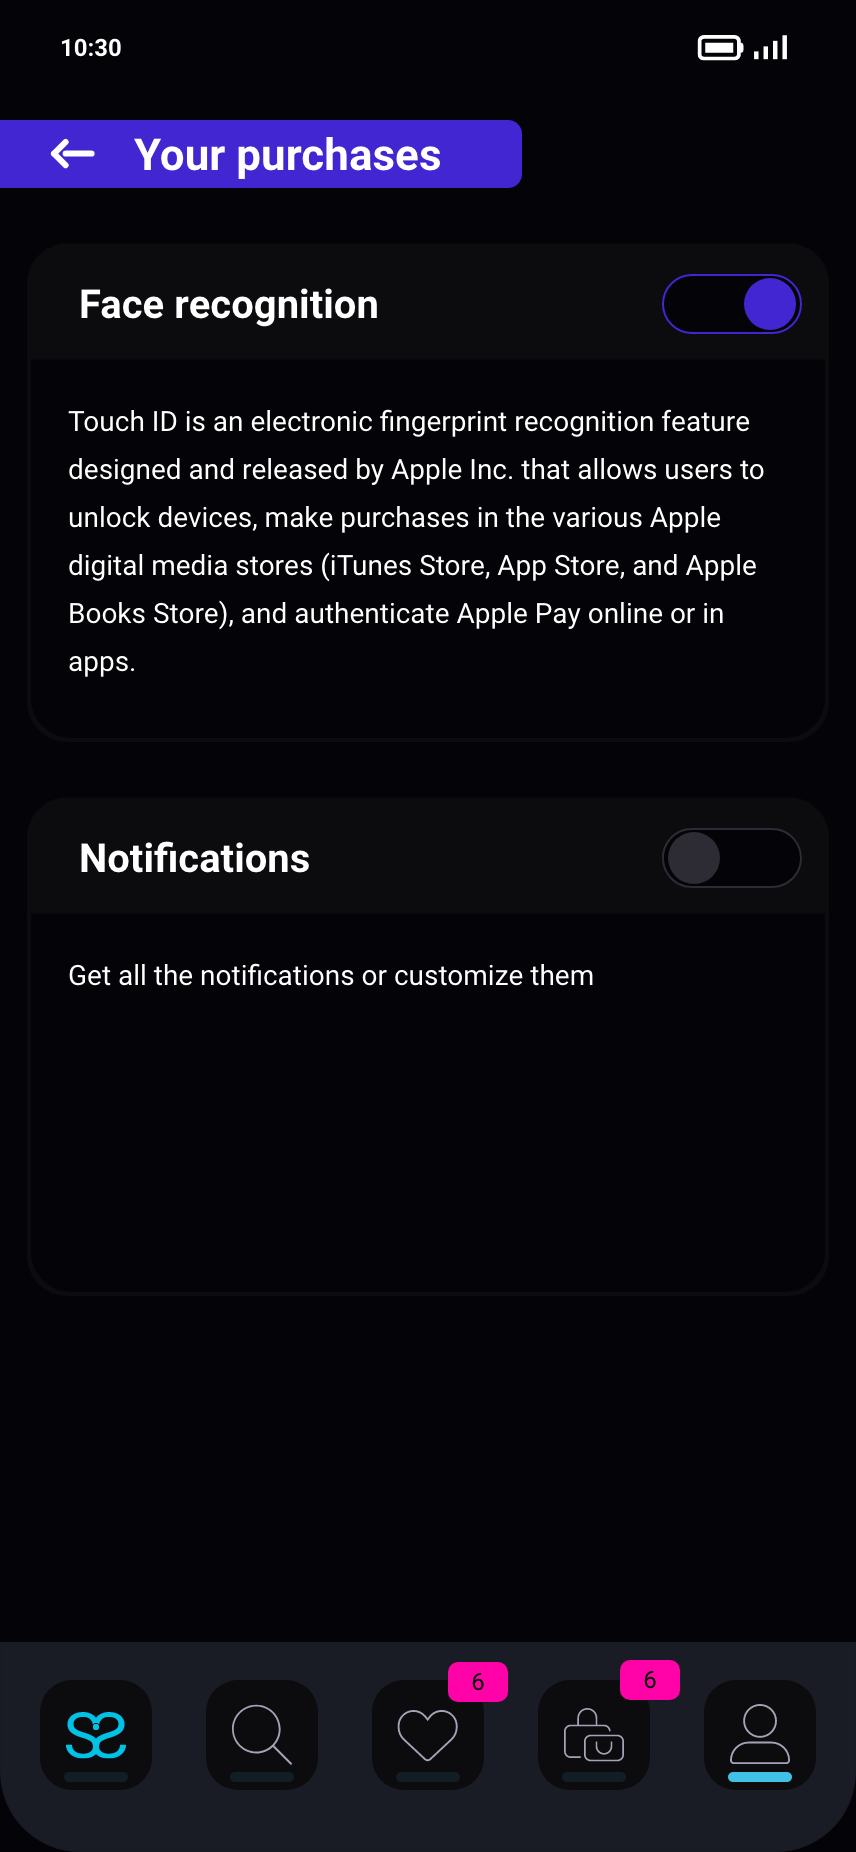 10:30
Your purchases
Face recognition
Touch ID is an electronic fingerprint recognition feature
designed and released by Apple Inc. that allows users to
unlock devices, make purchases in the various Apple
digital media stores (iTunes Store, App Store, and Apple
Books Store), and authenticate Apple Pay online or in
apps.
Notifications
Get all the notifications or customize them
6
6